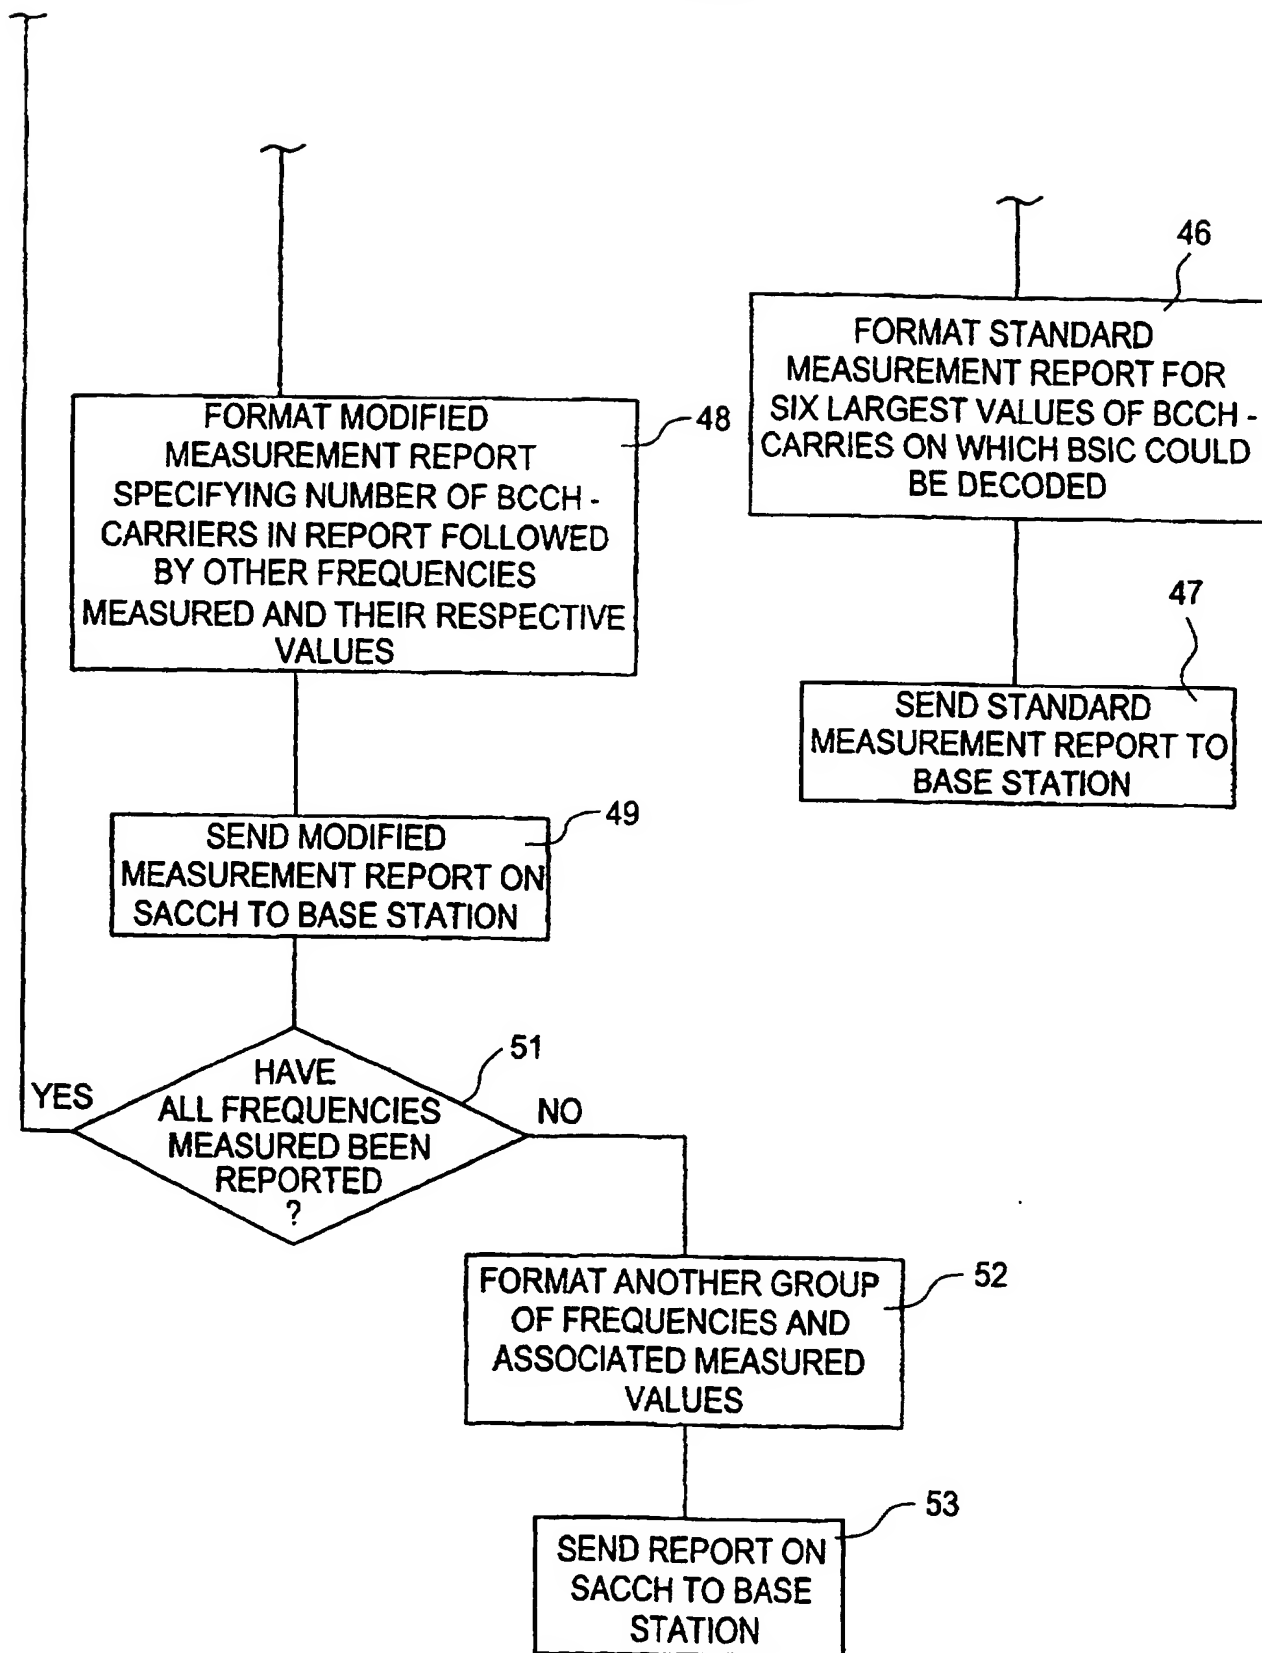 46
FORMAT STANDARD
MEASUREMENT REPORT FOR
SIX LARGEST VALUES OF BCCH -
CARRIES ON WHICH BSIC COULD
BE DECODED
48
FORMAT MODIFIED
MEASUREMENT REPORT
SPECIFYING NUMBER OF BCCH -
CARRIERS IN REPORT FOLLOWED
BY OTHER FREQUENCIES
MEASURED AND THEIR RESPECTIVE
VALUES
47
SEND STANDARD
MEASUREMENT REPORT TO
BASE STATION
49
SEND MODIFIED
MEASUREMENT REPORT ON
SACCH TO BASE STATION
51
HAVE
ALL FREQUENCIES
MEASURED BEEN
REPORTED
?
YES
NO
52
FORMAT ANOTHER GROUP
OF FREQUENCIES AND
ASSOCIATED MEASURED
VALUES
53
SEND REPORT ON
SACCH TO BASE
STATION